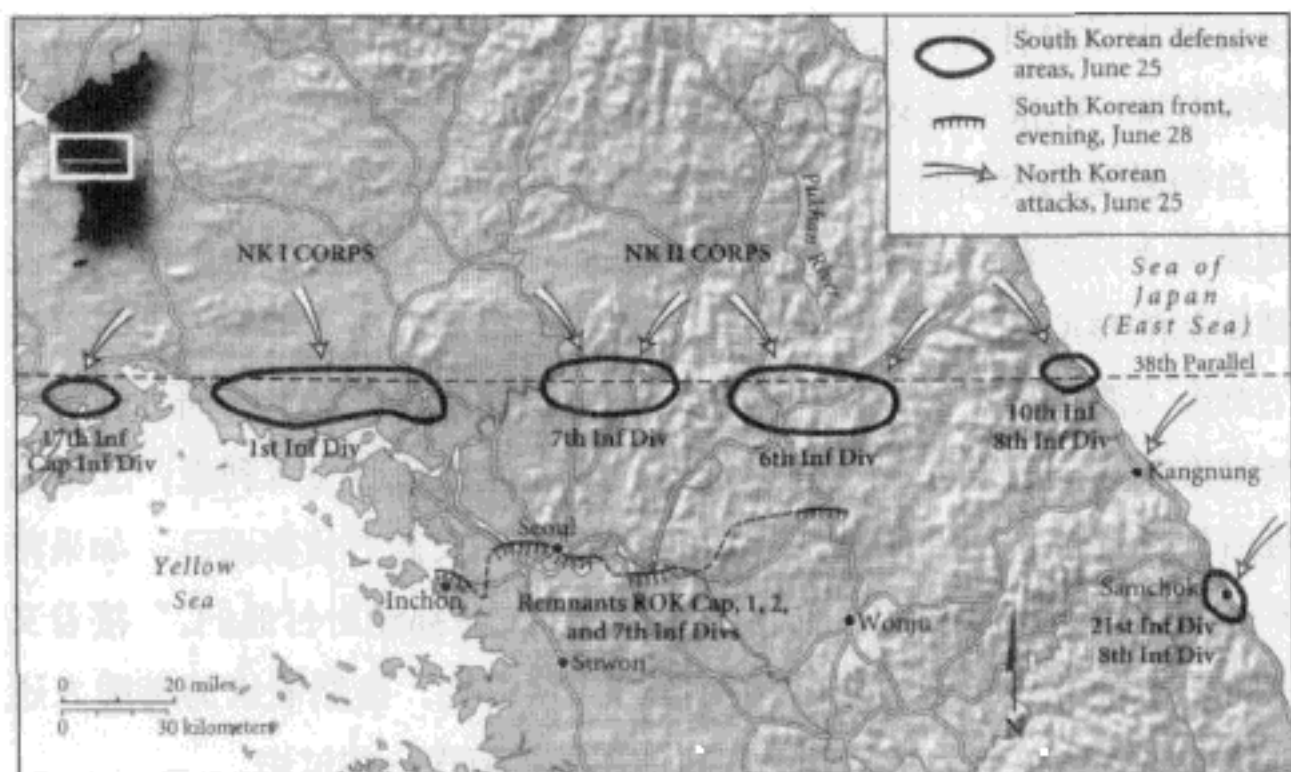 South Korean defensive
areas, June 25
South Korean front,
evening, June 28
North Korean
attacks, June 25
NK I CORPS
NK II CORPS
Pukhan River
Sea of
Japan
(East Sea)
38th Parallel
17th Inf
Cap Inf Div
1st Inf Div
7th Inf Div
6th Inf Div
10th Inf
8th Inf Div
Kangnung
Yellow
Sea
Seoul
Inchon
Remnants ROK Cap, 1, 2,
and 7th Inf Divs
Wonju
Samchok
21st Inf Div
8th Inf Div
Suwon
0 20 miles
0 30 kilometers
N